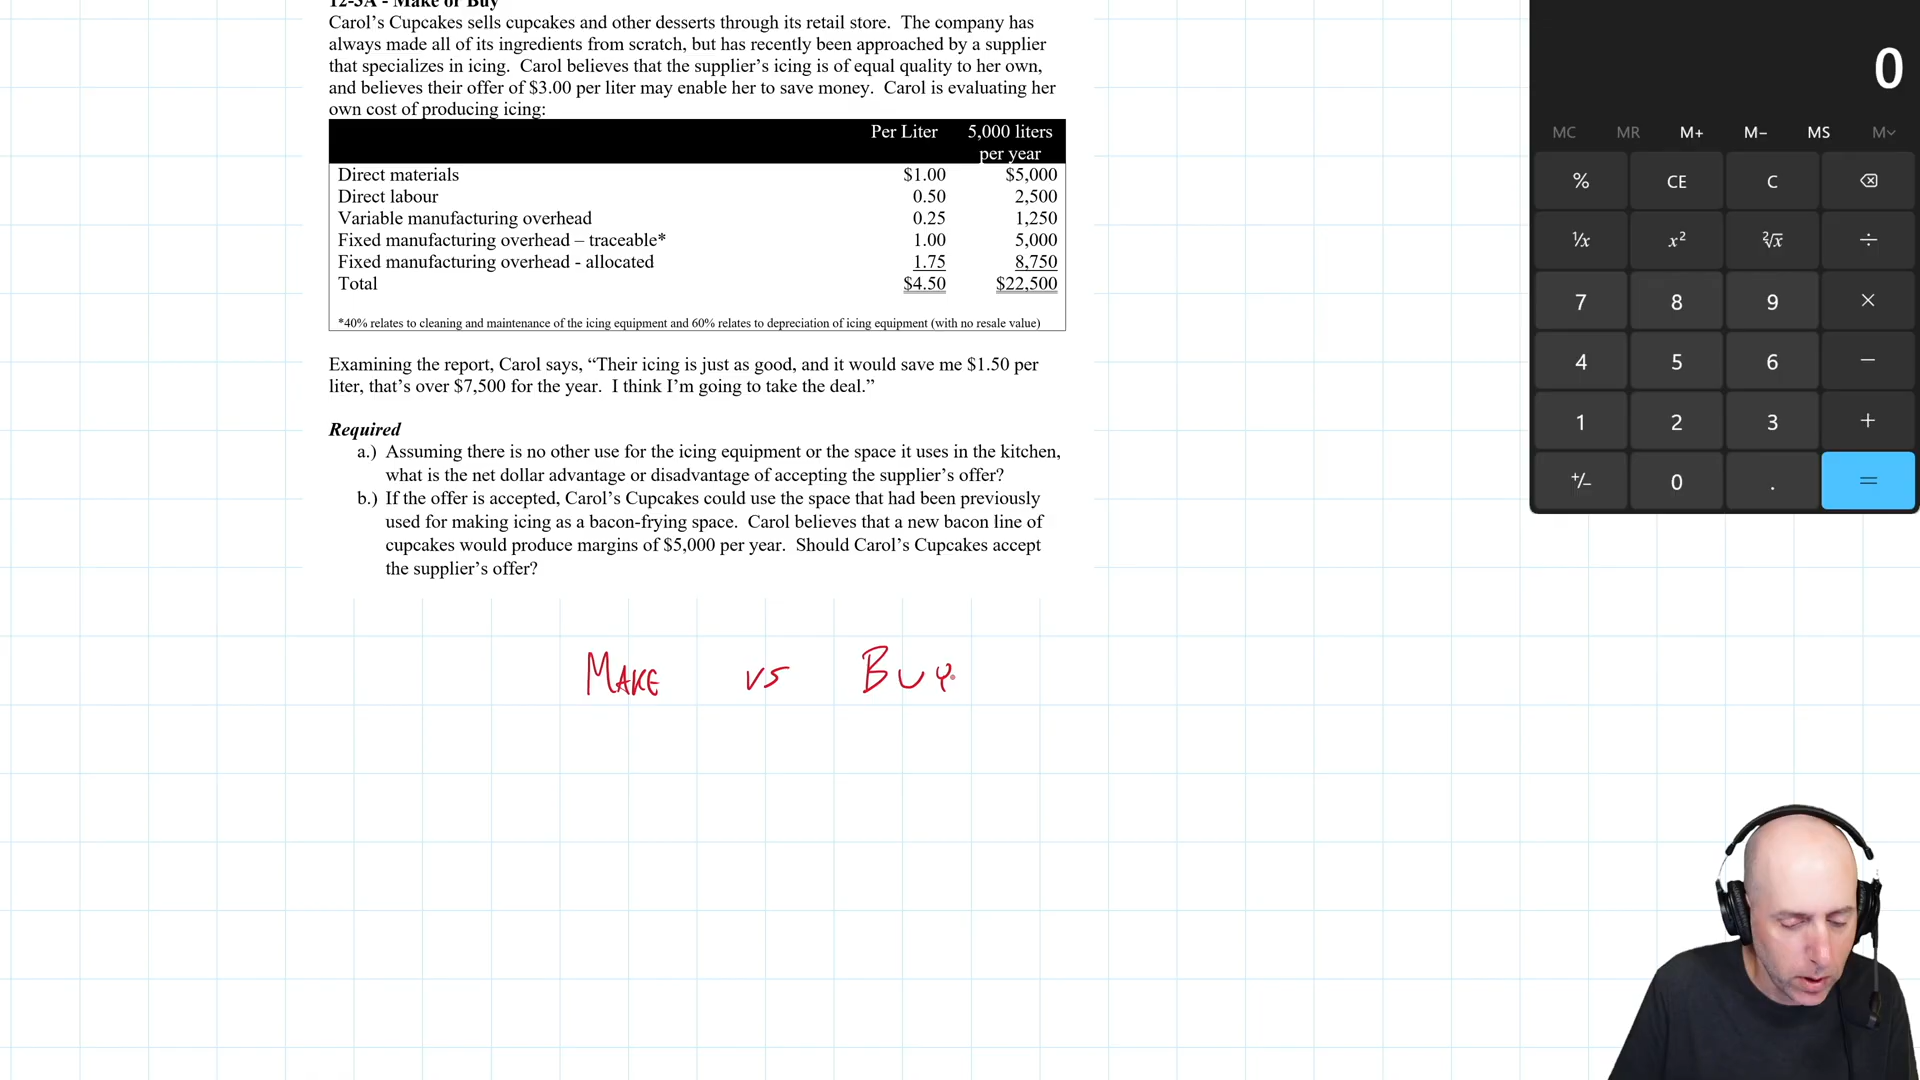 12-3A - Make or Buy
Carol's Cupcakes sells cupcakes and other desserts through its retail store. The company has
always made all of its ingredients from scratch, but has recently been approached by a supplier
that specializes in icing. Carol believes that the supplier's icing is of equal quality to her own,
and believes their offer of $3.00 per liter may enable her to save money. Carol is evaluating her
own cost of producing icing:
Per Liter 5,000 liters
per year
Direct materials $1.00 $5,000
Direct labour 0.50 2,500
Variable manufacturing overhead 0.25 1,250
Fixed manufacturing overhead – traceable* 1.00 5,000
Fixed manufacturing overhead - allocated 1.75 8,750
Total $4.50 $22,500
*40% relates to cleaning and maintenance of the icing equipment and 60% relates to depreciation of icing equipment (with no resale value)
Examining the report, Carol says, “Their icing is just as good, and it would save me $1.50 per
liter, that's over $7,500 for the year. I think I'm going to take the deal.”
Required
a.) Assuming there is no other use for the icing equipment or the space it uses in the kitchen,
what is the net dollar advantage or disadvantage of accepting the supplier's offer?
b.) If the offer is accepted, Carol's Cupcakes could use the space that had been previously
used for making icing as a bacon-frying space. Carol believes that a new bacon line of
cupcakes would produce margins of $5,000 per year. Should Carol's Cupcakes accept
the supplier's offer?
MAKE vs BUY
0
MC MR M+ M− MS M˅
% CE C ⌫
¹/x x² ²√x ÷
7 8 9 ×
4 5 6 −
1 2 3 +
+/− 0 . =